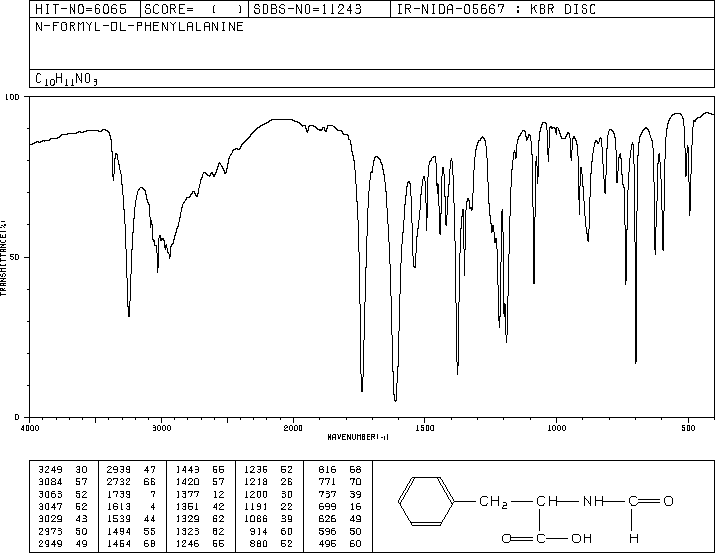 HIT-NO=6065 SCORE= ( ) SDBS-NO=11243 IR-NIDA-05667 : KBR DISC
N-FORMYL-DL-PHENYLALANINE
C10H11NO3
100
50
0
TRANSMITTANCE(%)
4000 3000 2000 1500 1000 500
WAVENUMBER(-1)
3249 30 2939 47 1443 55 1236 52 816 68
3084 57 2732 66 1420 57 1218 26 771 70
3063 52 1739 7 1377 12 1200 30 737 39
3047 52 1613 4 1351 42 1191 22 699 16
3029 43 1539 44 1329 62 1086 39 626 49
2973 50 1494 55 1323 62 914 60 596 50
2949 49 1454 68 1246 55 880 52 496 60
CH2 CH NH C O
O C OH H